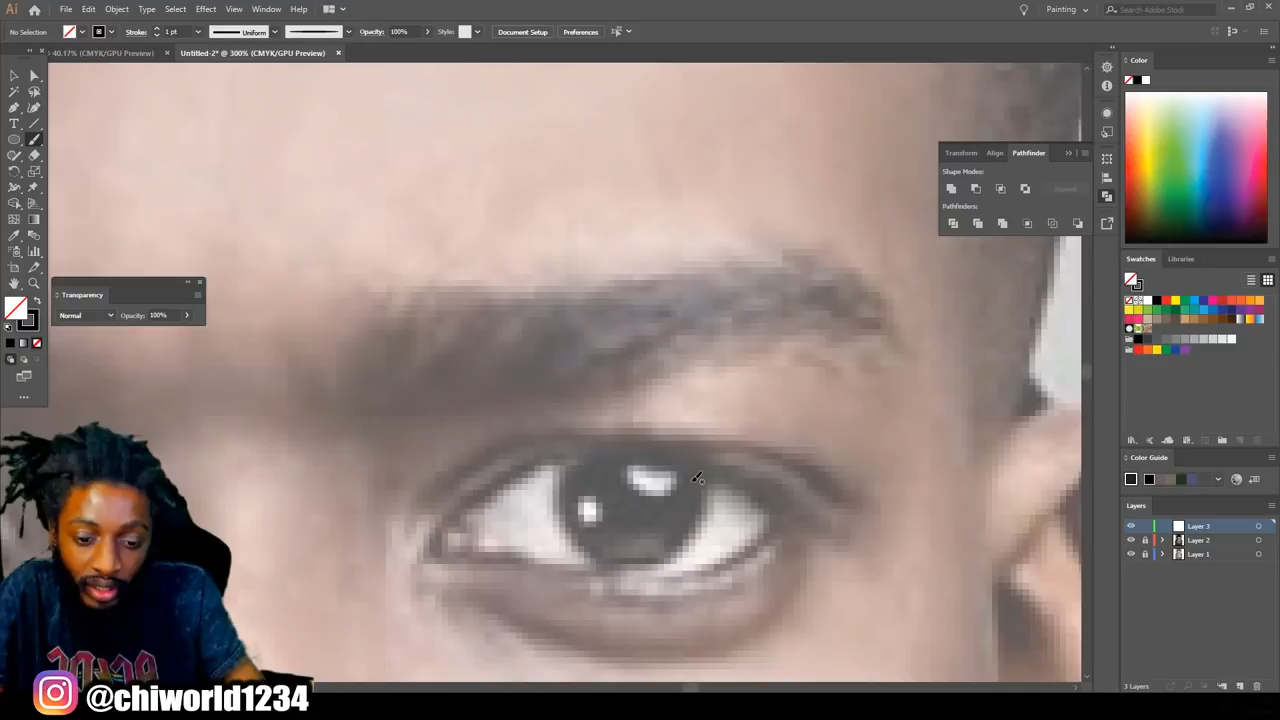 Ai File Edit Object Type Select Effect View Window Help Painting Search Adobe Stock
No Selection Stroke: 1 pt Uniform Opacity: 100% Style: Document Setup Preferences
40.17% (CMYK/GPU Preview) × Untitled-2* @ 300% (CMYK/GPU Preview) ×
Color
Transform Align Pathfinder
Shape Modes:
Expand
Pathfinders:
Swatches Libraries
Transparency
Normal Opacity: 100%
Color Guide
Layers
Layer 3
Layer 2
Layer 1
3 Layers
@chiworld1234